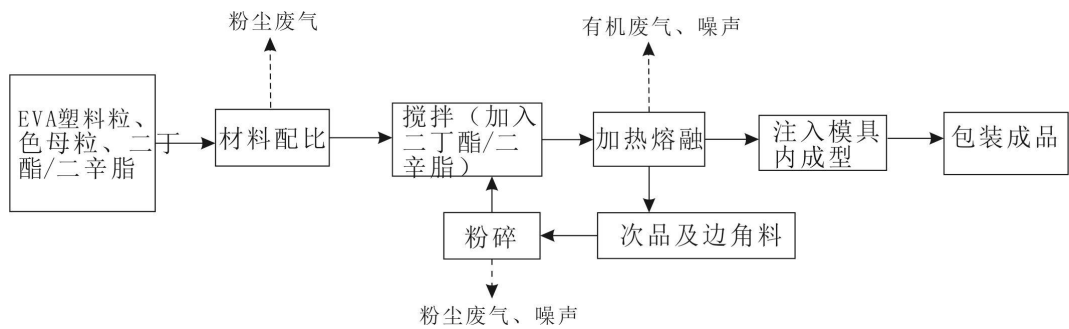 粉尘废气
有机废气、噪声
EVA塑料粒、
色母粒、二丁
酯/二辛脂
材料配比
搅拌（加入
二丁酯/二
辛脂）
加热熔融
注入模具
内成型
包装成品
粉碎
次品及边角料
粉尘废气、噪声